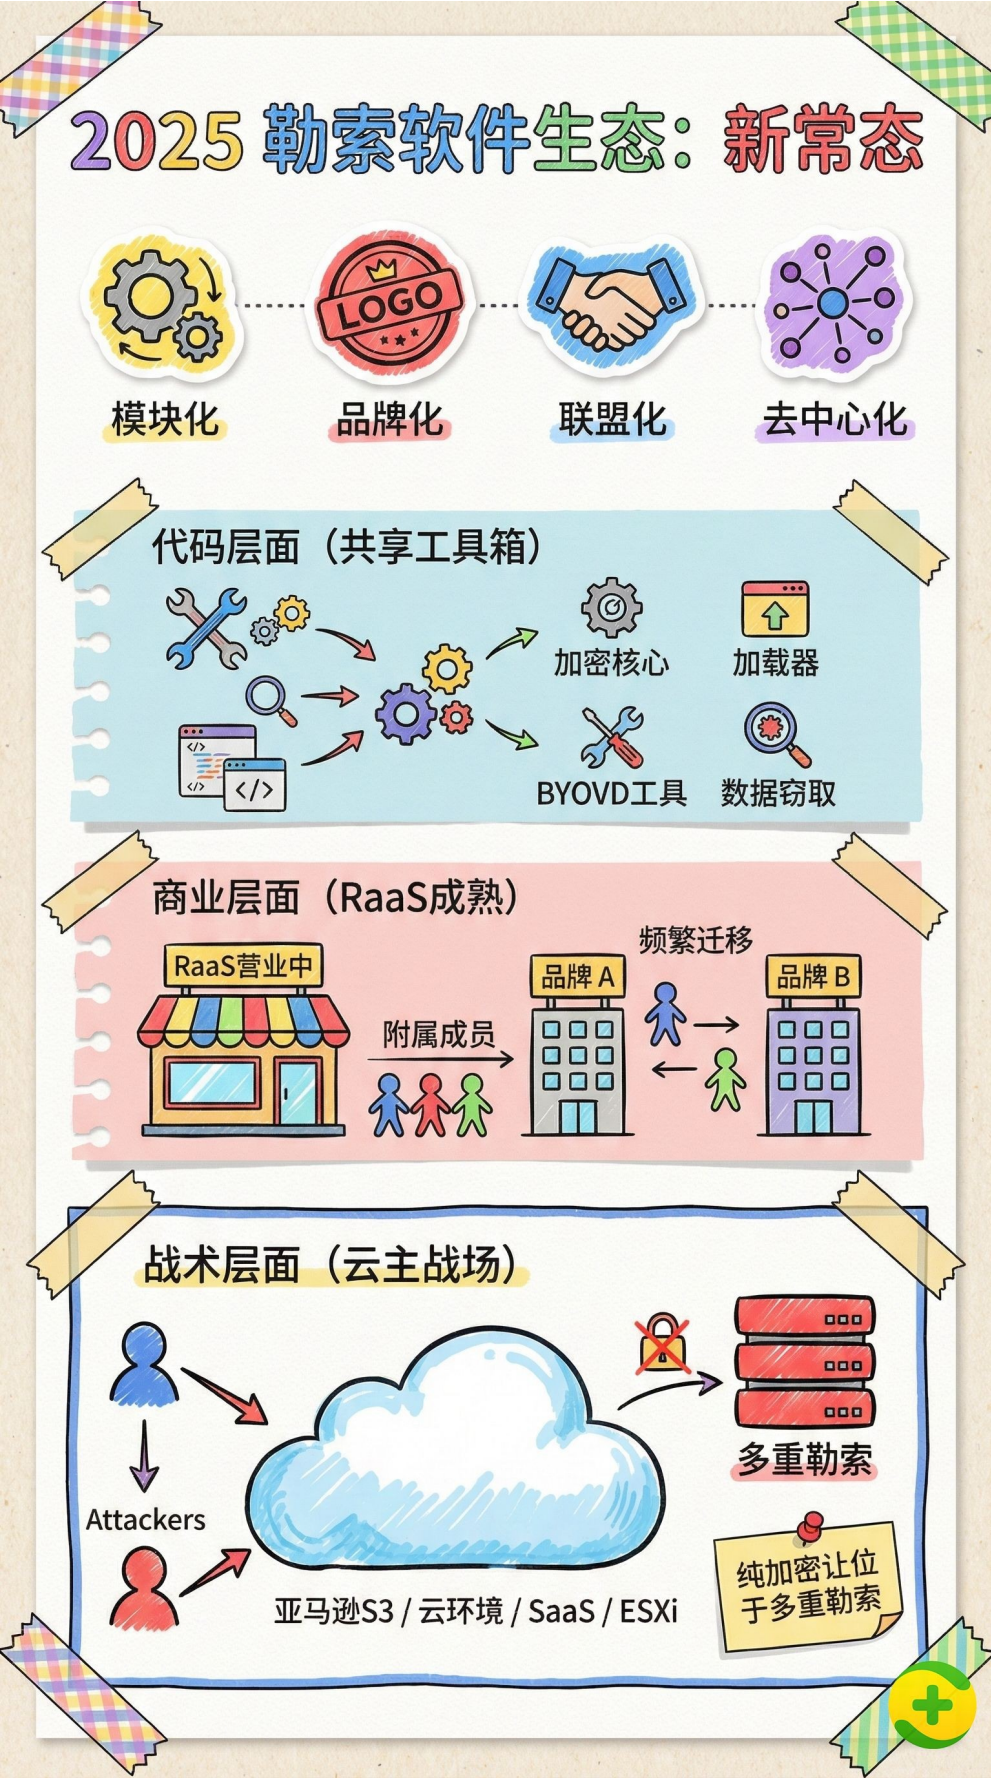 2025 勒索软件生态：新常态
LOGO
模块化
品牌化
联盟化
去中心化
代码层面（共享工具箱）
</>
</>
</>
加密核心
加载器
BYOVD工具
数据窃取
商业层面（RaaS成熟）
RaaS营业中
附属成员
品牌 A
频繁迁移
品牌 B
战术层面（云主战场）
Attackers
多重勒索
纯加密让位
于多重勒索
亚马逊S3 / 云环境 / SaaS / ESXi